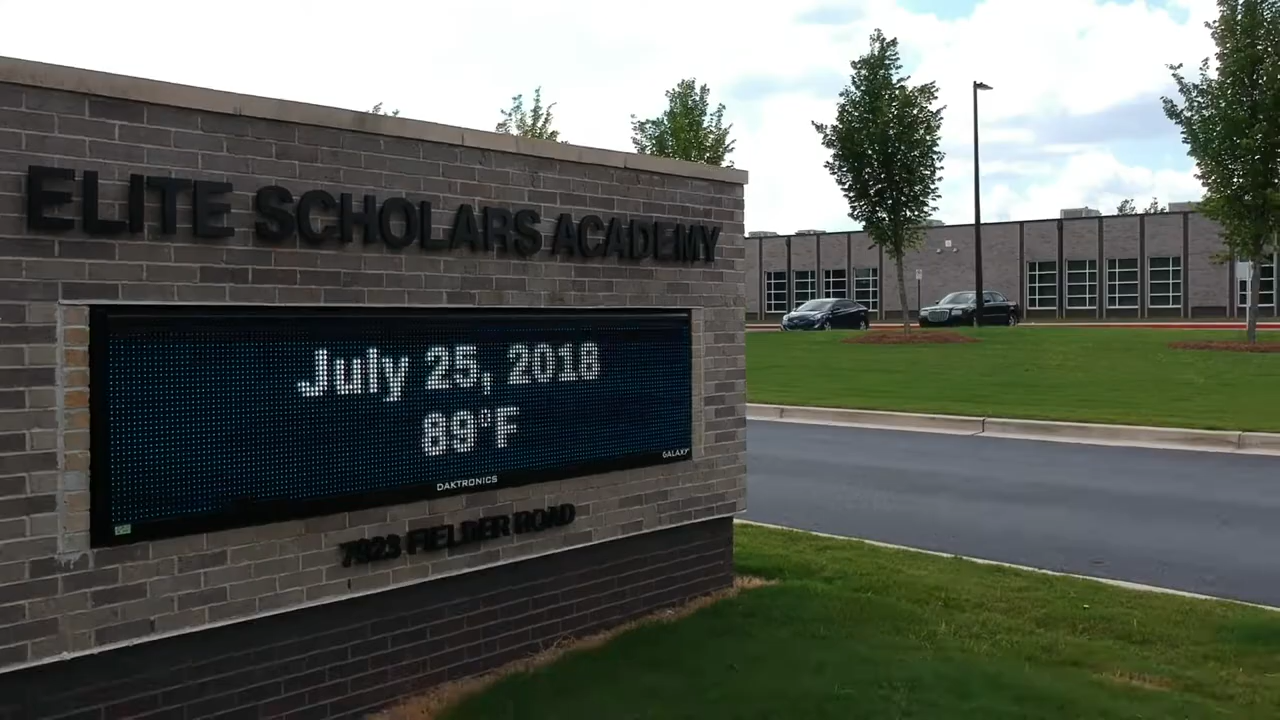 ELITE SCHOLARS ACADEMY
July 25, 2018
89°F
GALAXY
DAKTRONICS
7923 FIELDER ROAD